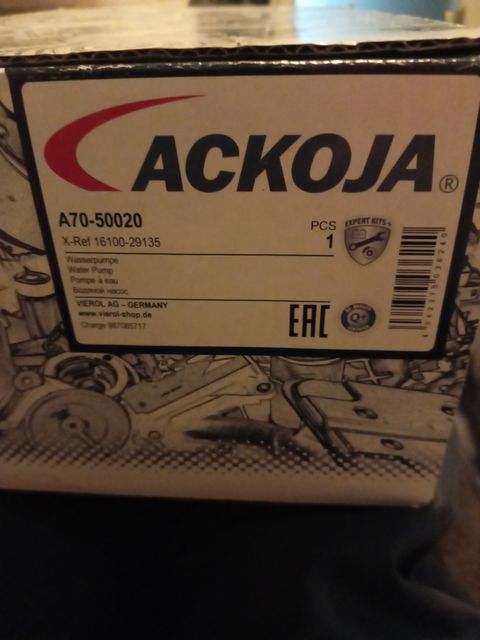 ACKOJA®
A70-50020
X-Ref 16100-29135
PCS
1
EXPERT KITS+
Wasserpumpe
Water Pump
Pompe à eau
Водяной насос
VIEROL AG – GERMANY
www.vierol-shop.de
Charge 967085717
EAC
Q+